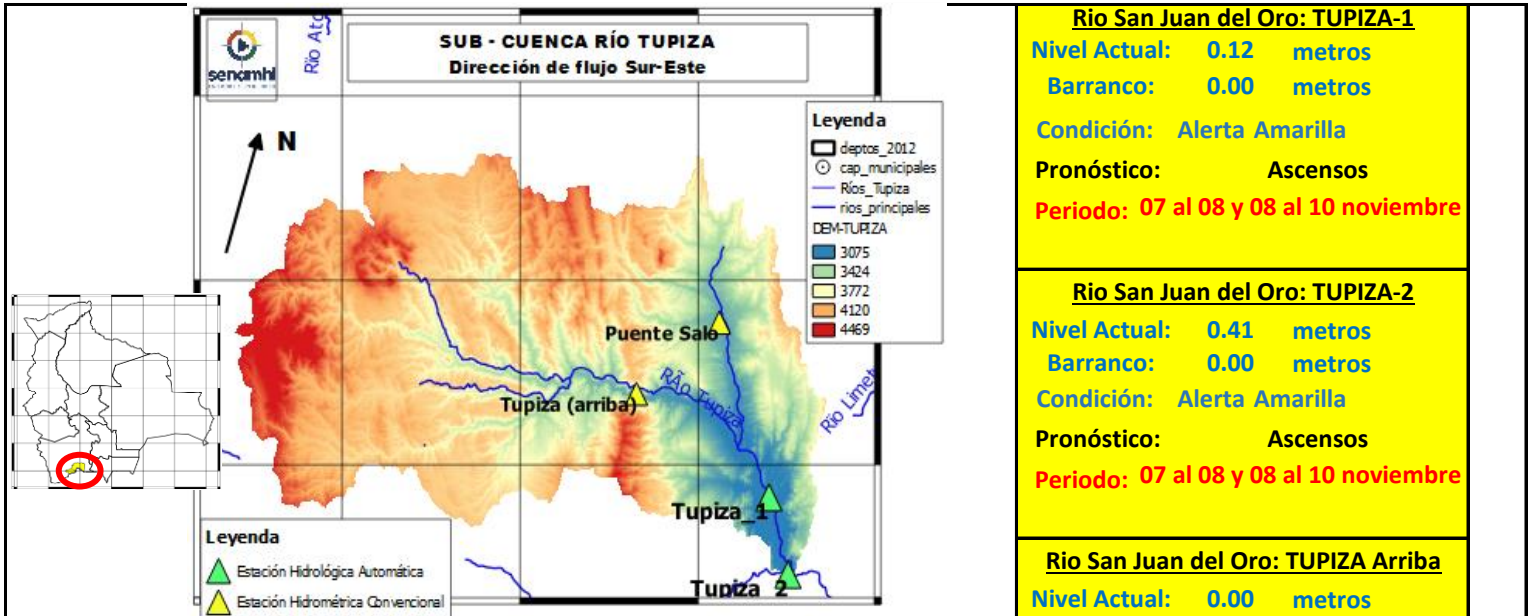 senamhi
Río Ato
SUB - CUENCA RÍO TUPIZA
Dirección de flujo Sur-Este
N
Leyenda
deptos_2012
cap_municipales
Ríos_Tupiza
rios_principales
DEM-TUPIZA
3075
3424
3772
4120
4469
Puente Salo
Tupiza (arriba)
RÃ­o Tupiza
Río Limet
Tupiza_1
Tupiza_2
Leyenda
Estación Hidrológica Automática
Estación Hidrométrica Convencional
Rio San Juan del Oro: TUPIZA-1
Nivel Actual: 0.12 metros
Barranco: 0.00 metros
Condición: Alerta Amarilla
Pronóstico: Ascensos
Periodo: 07 al 08 y 08 al 10 noviembre
Rio San Juan del Oro: TUPIZA-2
Nivel Actual: 0.41 metros
Barranco: 0.00 metros
Condición: Alerta Amarilla
Pronóstico: Ascensos
Periodo: 07 al 08 y 08 al 10 noviembre
Rio San Juan del Oro: TUPIZA Arriba
Nivel Actual: 0.00 metros